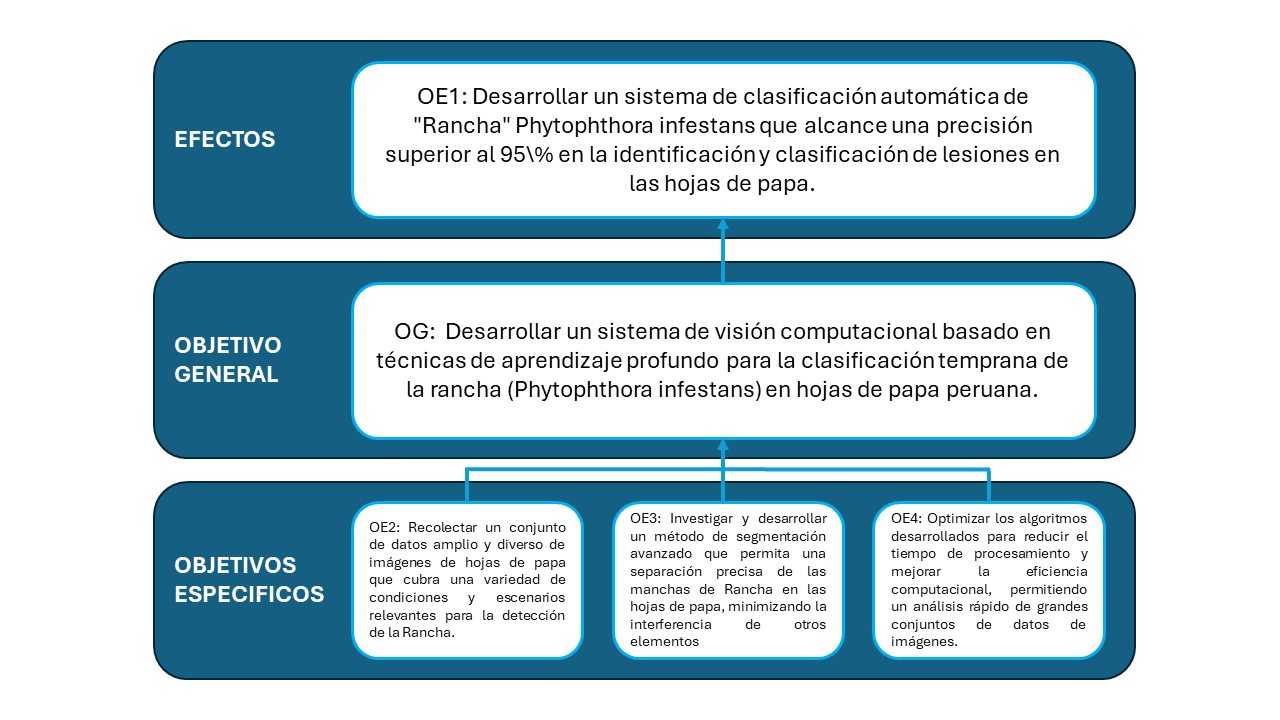 EFECTOS
OE1: Desarrollar un sistema de clasificación automática de
"Rancha" Phytophthora infestans que alcance una precisión
superior al 95\% en la identificación y clasificación de lesiones en
las hojas de papa.
OBJETIVO
GENERAL
OG: Desarrollar un sistema de visión computacional basado en
técnicas de aprendizaje profundo para la clasificación temprana de
la rancha (Phytophthora infestans) en hojas de papa peruana.
OBJETIVOS
ESPECIFICOS
OE2: Recolectar un conjunto
de datos amplio y diverso de
imágenes de hojas de papa
que cubra una variedad de
condiciones y escenarios
relevantes para la detección
de la Rancha.
OE3: Investigar y desarrollar
un método de segmentación
avanzado que permita una
separación precisa de las
manchas de Rancha en las
hojas de papa, minimizando la
interferencia de otros
elementos
OE4: Optimizar los algoritmos
desarrollados para reducir el
tiempo de procesamiento y
mejorar la eficiencia
computacional, permitiendo
un análisis rápido de grandes
conjuntos de datos de
imágenes.